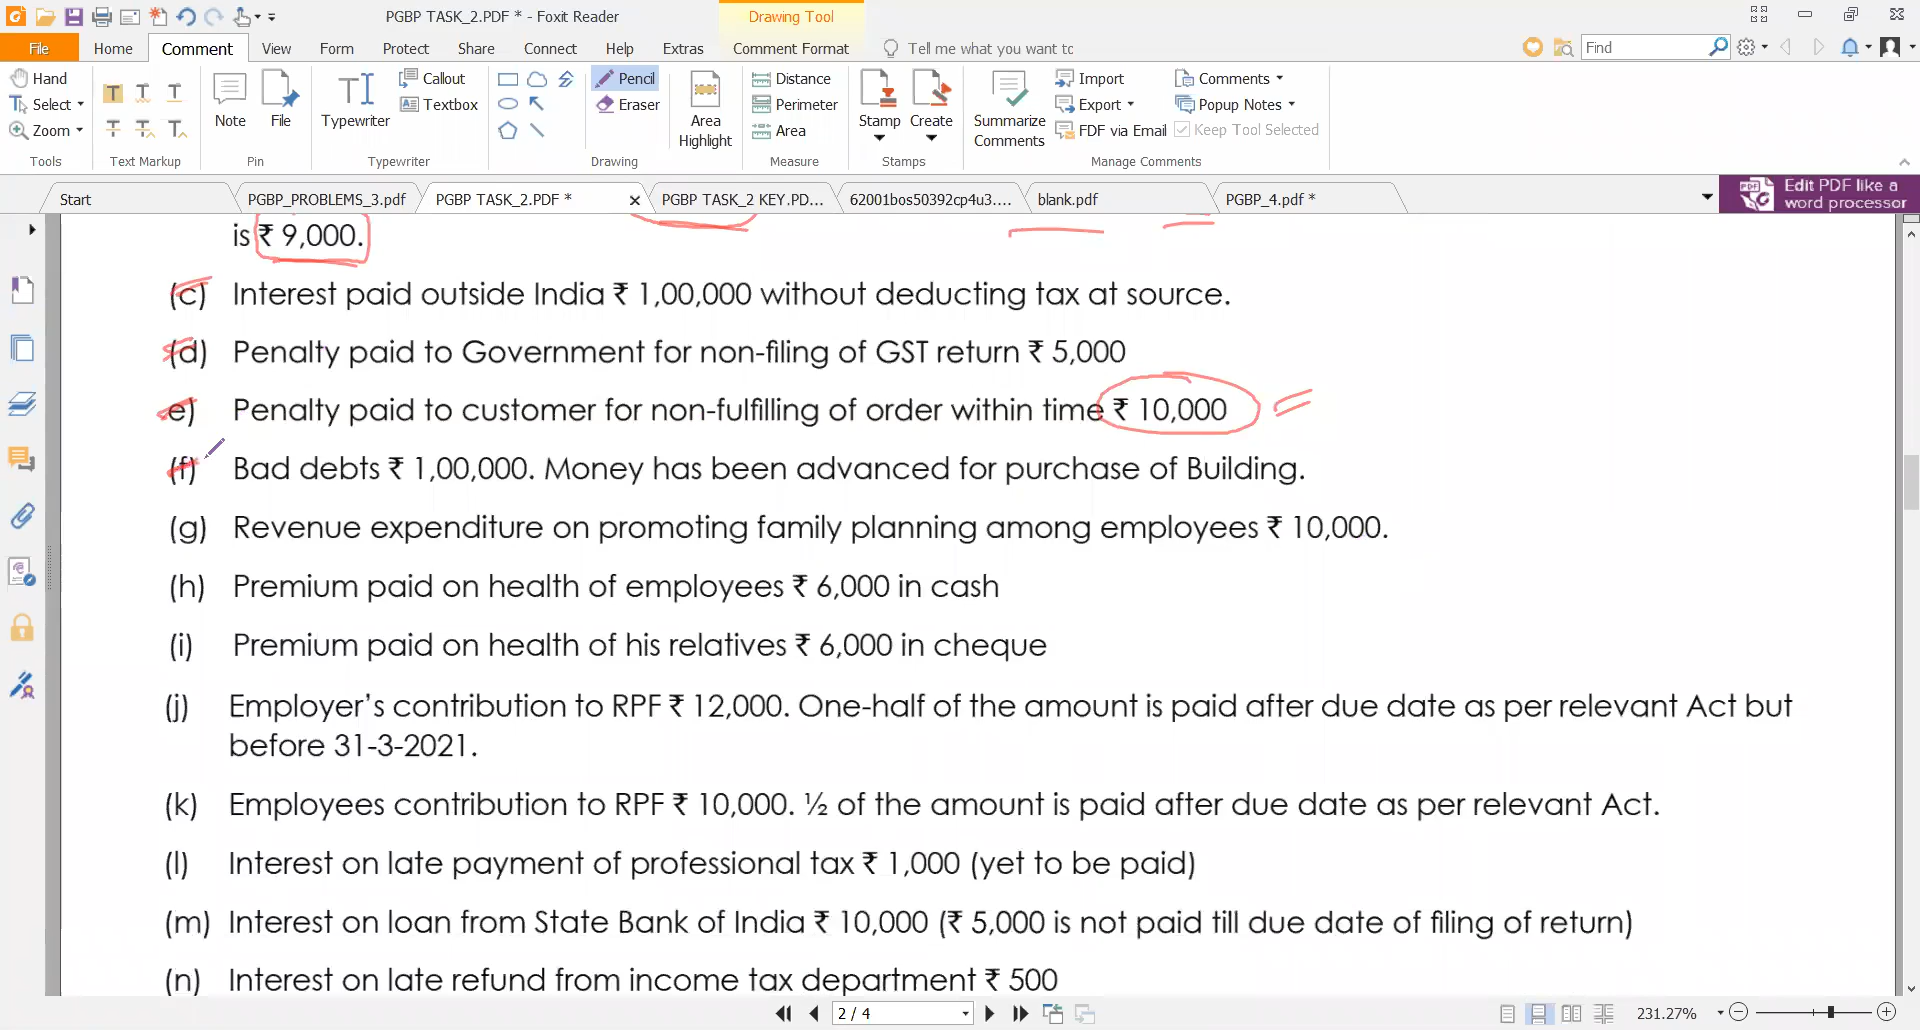 PGBP TASK_2.PDF * - Foxit Reader
Drawing Tool
File Home Comment View Form Protect Share Connect Help Extras Comment Format Tell me what you want to Find
Hand
Select
Zoom
Tools
Text Markup
Note
File
Pin
Typewriter
Callout
Textbox
Typewriter
Pencil
Eraser
Drawing
Area Highlight
Distance
Perimeter
Area
Measure
Stamp
Create
Stamps
Summarize Comments
Import
Export
FDF via Email
Comments
Popup Notes
Keep Tool Selected
Manage Comments
Start PGBP_PROBLEMS_3.pdf PGBP TASK_2.PDF * PGBP TASK_2 KEY.PD... 62001bos50392cp4u3.... blank.pdf PGBP_4.pdf *
Edit PDF like a
word processor
is ₹ 9,000.
(c) Interest paid outside India ₹ 1,00,000 without deducting tax at source.
(d) Penalty paid to Government for non-filing of GST return ₹ 5,000
e) Penalty paid to customer for non-fulfilling of order within time ₹ 10,000
(f) Bad debts ₹ 1,00,000. Money has been advanced for purchase of Building.
(g) Revenue expenditure on promoting family planning among employees ₹ 10,000.
(h) Premium paid on health of employees ₹ 6,000 in cash
(i) Premium paid on health of his relatives ₹ 6,000 in cheque
(j) Employer’s contribution to RPF ₹ 12,000. One-half of the amount is paid after due date as per relevant Act but
before 31-3-2021.
(k) Employees contribution to RPF ₹ 10,000. ½ of the amount is paid after due date as per relevant Act.
(l) Interest on late payment of professional tax ₹ 1,000 (yet to be paid)
(m) Interest on loan from State Bank of India ₹ 10,000 (₹ 5,000 is not paid till due date of filing of return)
(n) Interest on late refund from income tax department ₹ 500
2 / 4
231.27%